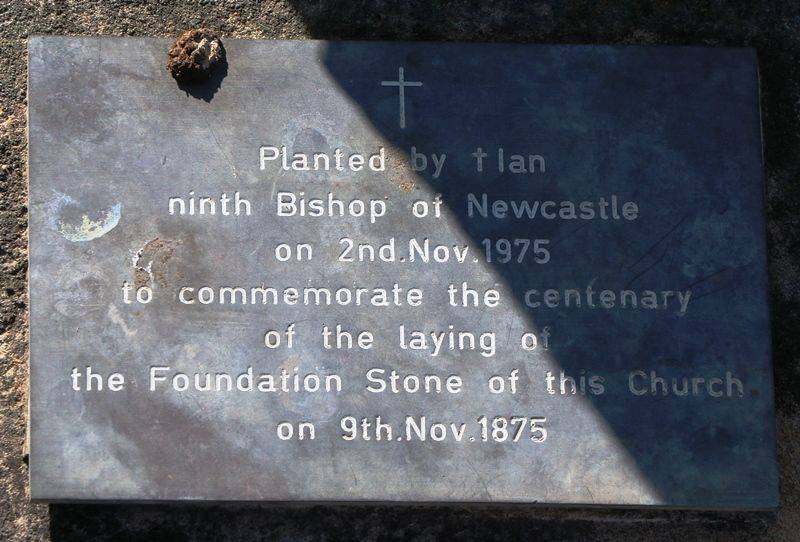 Planted by †Ian
ninth Bishop of Newcastle
on 2nd.Nov.1975
to commemorate the centenary
of the laying of
the Foundation Stone of this Church
on 9th.Nov.1875